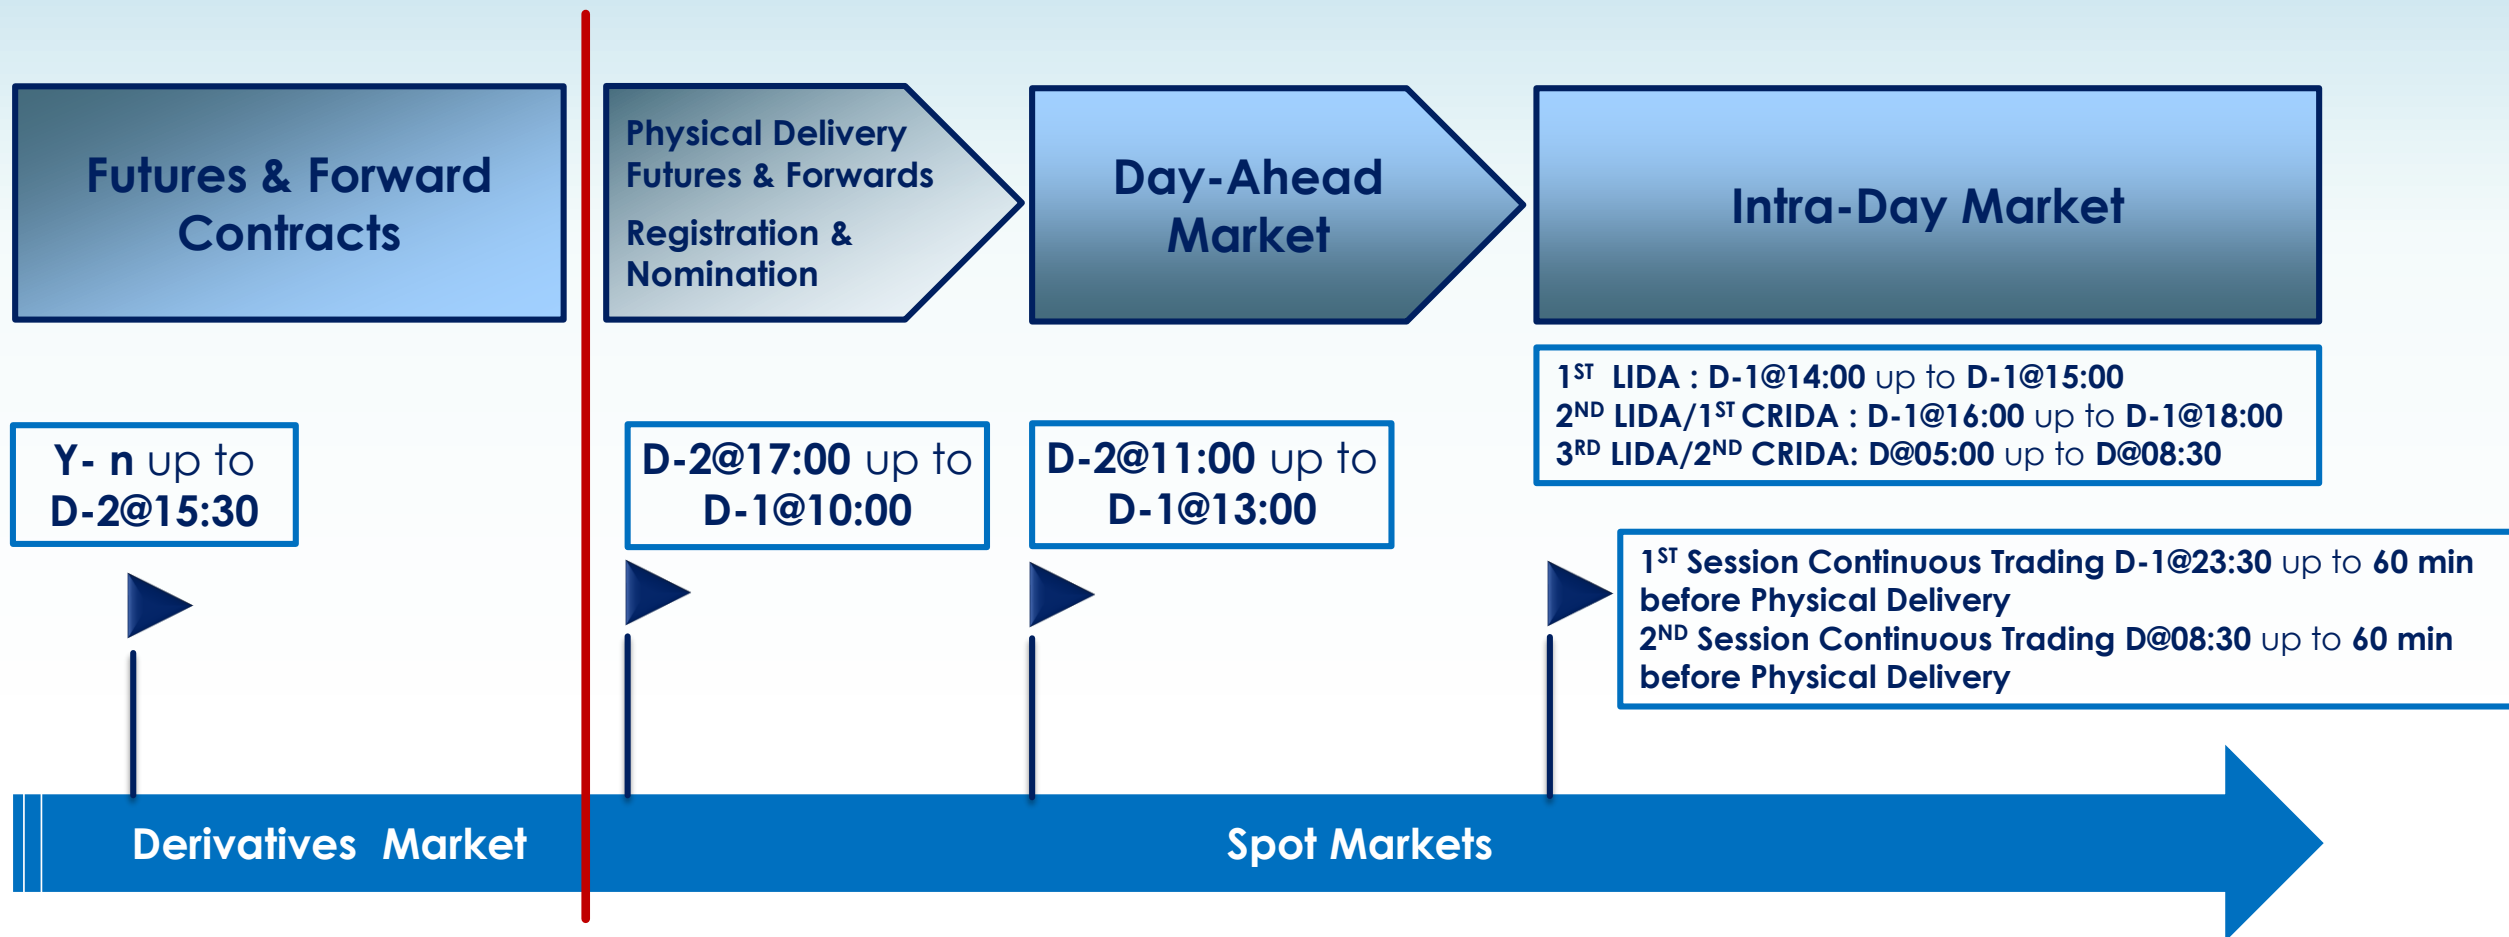 Futures & Forward
Contracts
Physical Delivery
Futures & Forwards
Registration &
Nomination
Day-Ahead
Market
Intra-Day Market
1ST LIDA : D-1@14:00 up to D-1@15:00
2ND LIDA/1ST CRIDA : D-1@16:00 up to D-1@18:00
3RD LIDA/2ND CRIDA: D@05:00 up to D@08:30
Y- n up to
D-2@15:30
D-2@17:00 up to
D-1@10:00
D-2@11:00 up to
D-1@13:00
1ST Session Continuous Trading D-1@23:30 up to 60 min
before Physical Delivery
2ND Session Continuous Trading D@08:30 up to 60 min
before Physical Delivery
Derivatives Market
Spot Markets